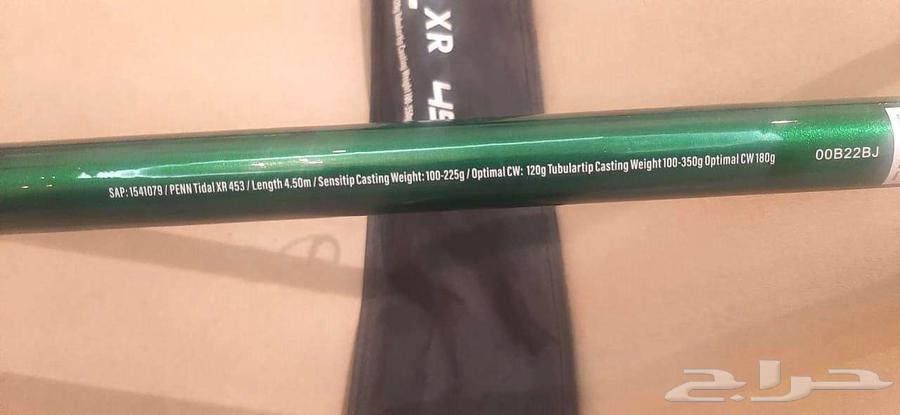 XR 45
SAP: 1541079 / PENN Tidal XR 453 / Length 4.50m / Sensitip Casting Weight: 100-225g / Optimal CW: 120g Tubulartip Casting Weight 100-350g Optimal CW 180g
00B22BJ
حراج